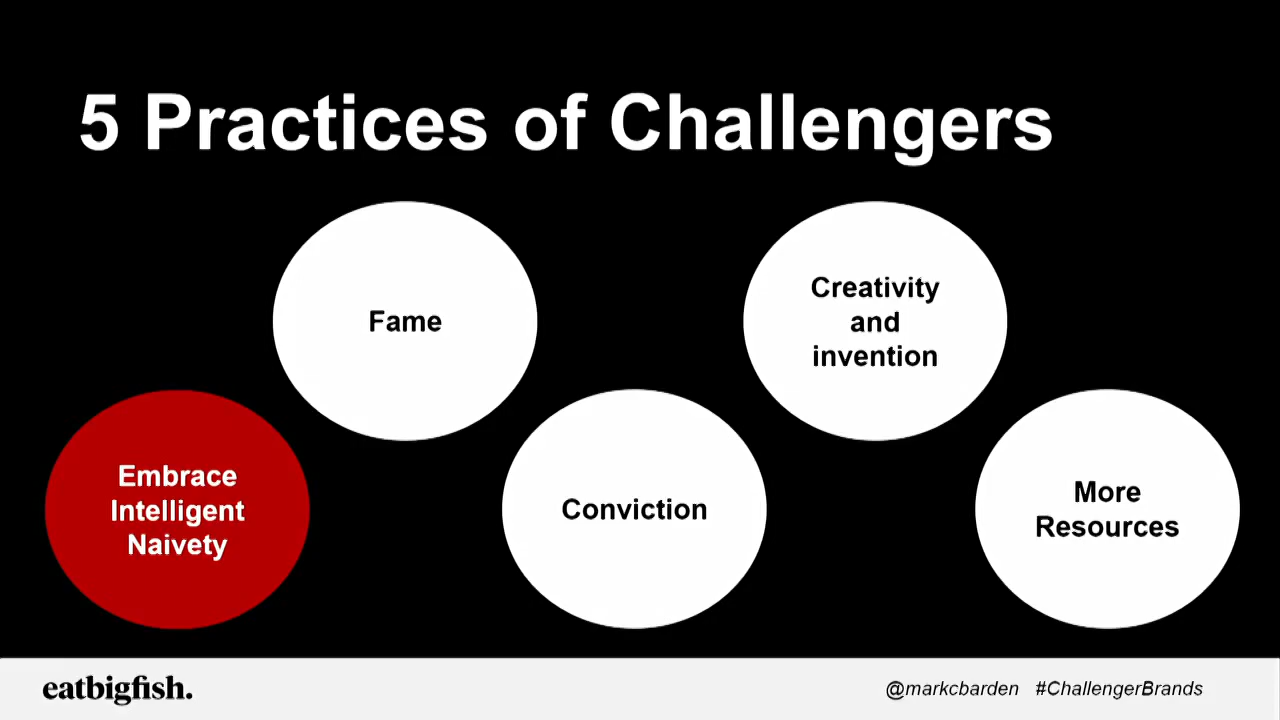 5 Practices of Challengers
Fame
Creativity
and
invention
Embrace
Intelligent
Naivety
Conviction
More
Resources
eatbigfish.
@markcbarden #ChallengerBrands